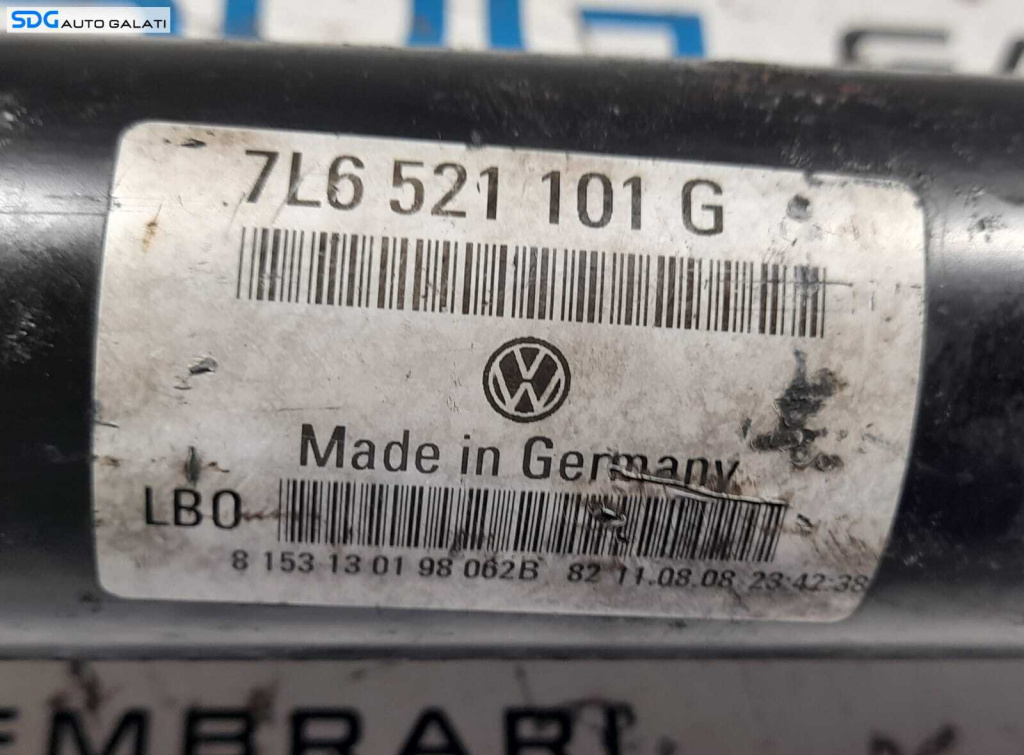 SDG AUTO GALATI
7L6 521 101 G
Made in Germany
LB0
8 153 13 01 98 062B 82 11.08.08 23:42:38